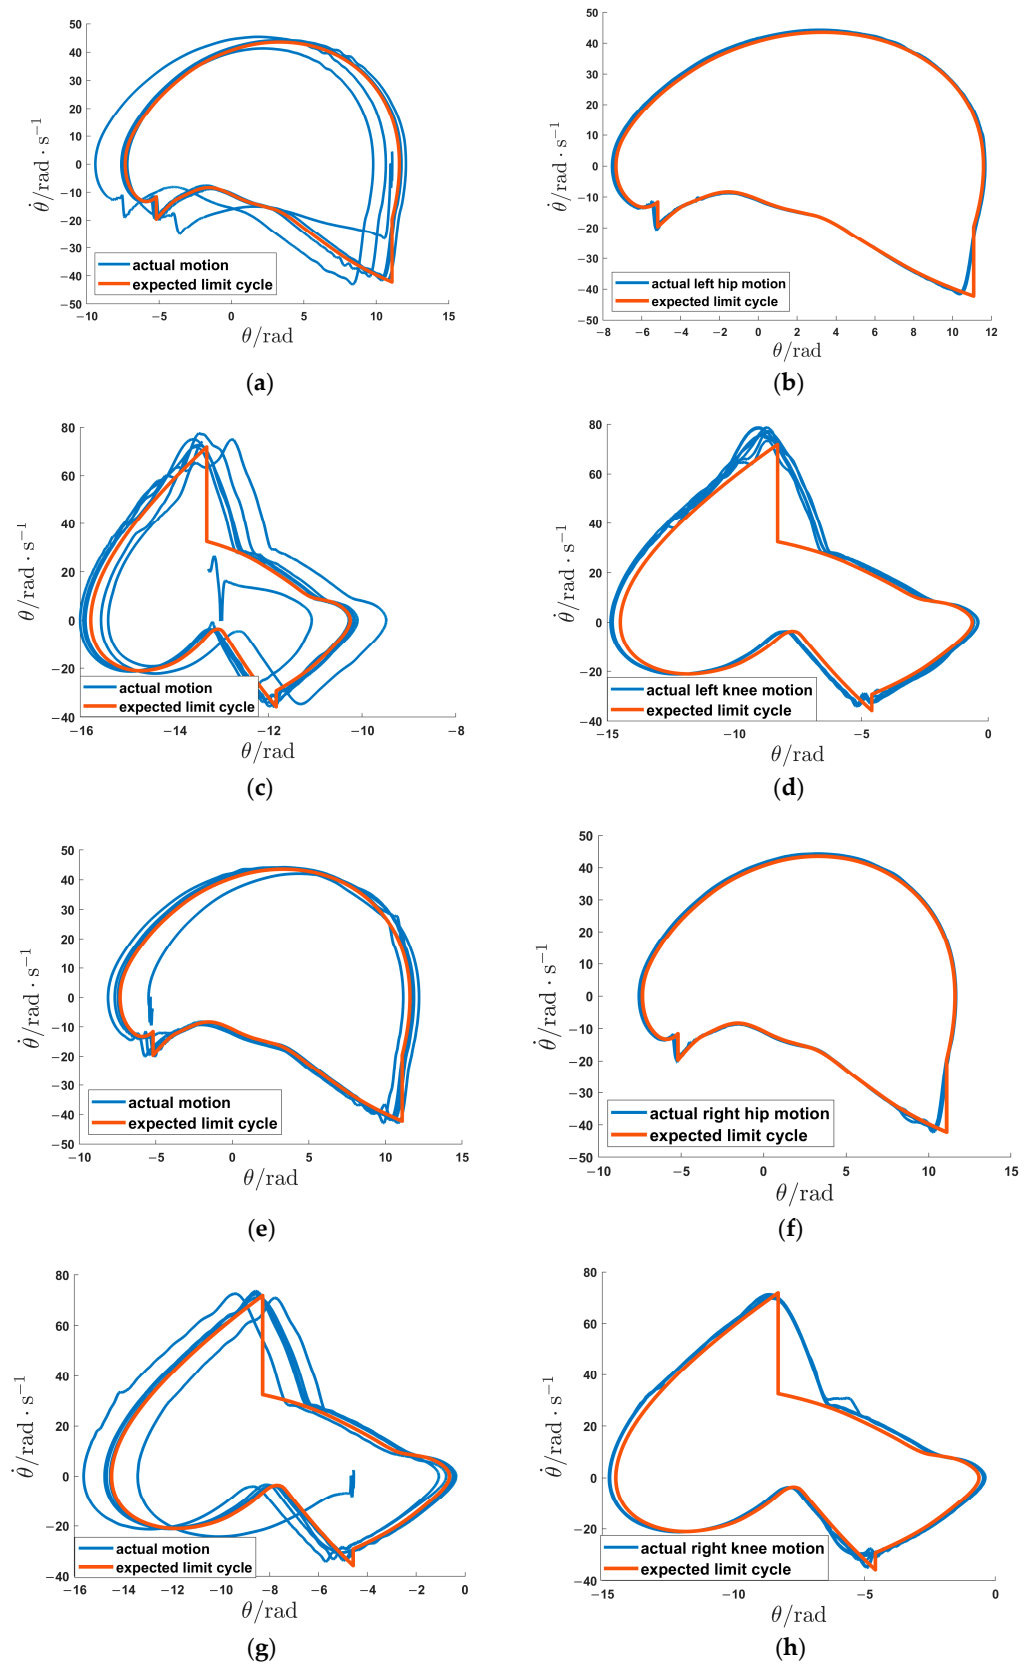 50
40
30
20
10
0
−10
−20
−30
−40
−50
−10 −5 0 5 10 15
θ̇/rad · s⁻¹
θ/rad
actual motion
expected limit cycle
(a)
50
40
30
20
10
0
−10
−20
−30
−40
−50
−8 −6 −4 −2 0 2 4 6 8 10 12
θ̇/rad · s⁻¹
θ/rad
actual left hip motion
expected limit cycle
(b)
80
60
40
20
0
−20
−40
−16 −14 −12 −10 −8
θ̇/rad · s⁻¹
θ/rad
actual motion
expected limit cycle
(c)
80
60
40
20
0
−20
−40
−15 −10 −5 0
θ̇/rad · s⁻¹
θ/rad
actual left knee motion
expected limit cycle
(d)
50
40
30
20
10
0
−10
−20
−30
−40
−50
−10 −5 0 5 10 15
θ̇/rad · s⁻¹
θ/rad
actual motion
expected limit cycle
(e)
50
40
30
20
10
0
−10
−20
−30
−40
−50
−10 −5 0 5 10 15
θ̇/rad · s⁻¹
θ/rad
actual right hip motion
expected limit cycle
(f)
80
60
40
20
0
−20
−40
−16 −14 −12 −10 −8 −6 −4 −2 0
θ̇/rad · s⁻¹
θ/rad
actual motion
expected limit cycle
(g)
80
60
40
20
0
−20
−40
−15 −10 −5 0
θ̇/rad · s⁻¹
θ/rad
actual right knee motion
expected limit cycle
(h)